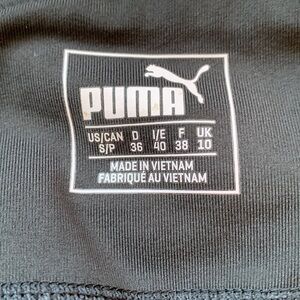 PUMA
US/CAN D I/E F UK
S/P 36 40 38 10
MADE IN VIETNAM
FABRIQUÉ AU VIETNAM